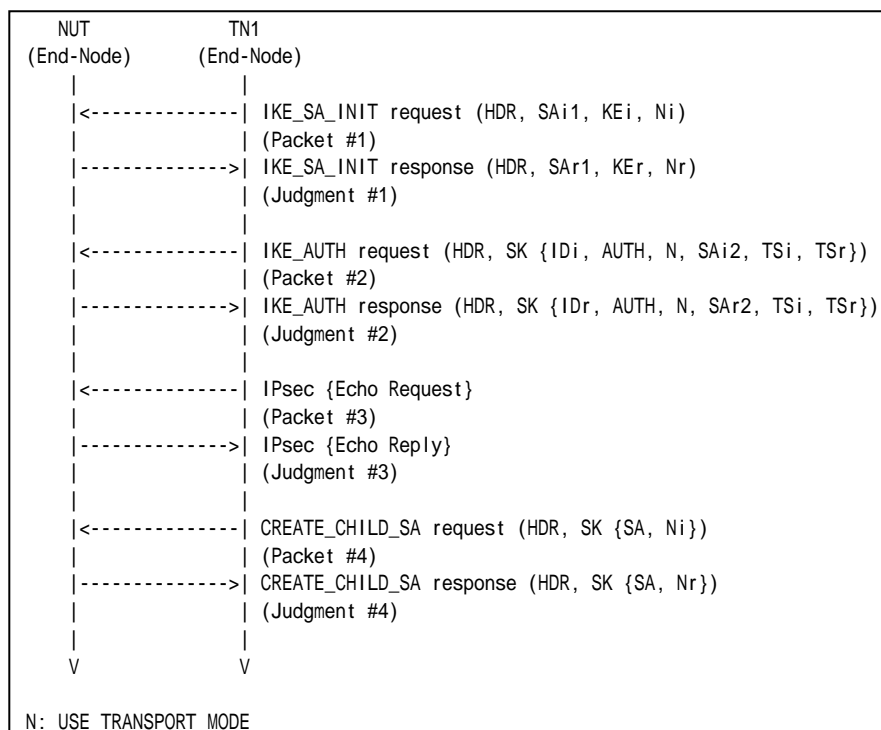 NUT TN1
(End-Node) (End-Node)
| |
|<--------------| IKE_SA_INIT request (HDR, SAi1, KEi, Ni)
| | (Packet #1)
|-------------->| IKE_SA_INIT response (HDR, SAr1, KEr, Nr)
| | (Judgment #1)
| |
|<--------------| IKE_AUTH request (HDR, SK {IDi, AUTH, N, SAi2, TSi, TSr})
| | (Packet #2)
|-------------->| IKE_AUTH response (HDR, SK {IDr, AUTH, N, SAr2, TSi, TSr})
| | (Judgment #2)
| |
|<--------------| IPsec {Echo Request}
| | (Packet #3)
|-------------->| IPsec {Echo Reply}
| | (Judgment #3)
| |
|<--------------| CREATE_CHILD_SA request (HDR, SK {SA, Ni})
| | (Packet #4)
|-------------->| CREATE_CHILD_SA response (HDR, SK {SA, Nr})
| | (Judgment #4)
| |
V V
N: USE TRANSPORT MODE